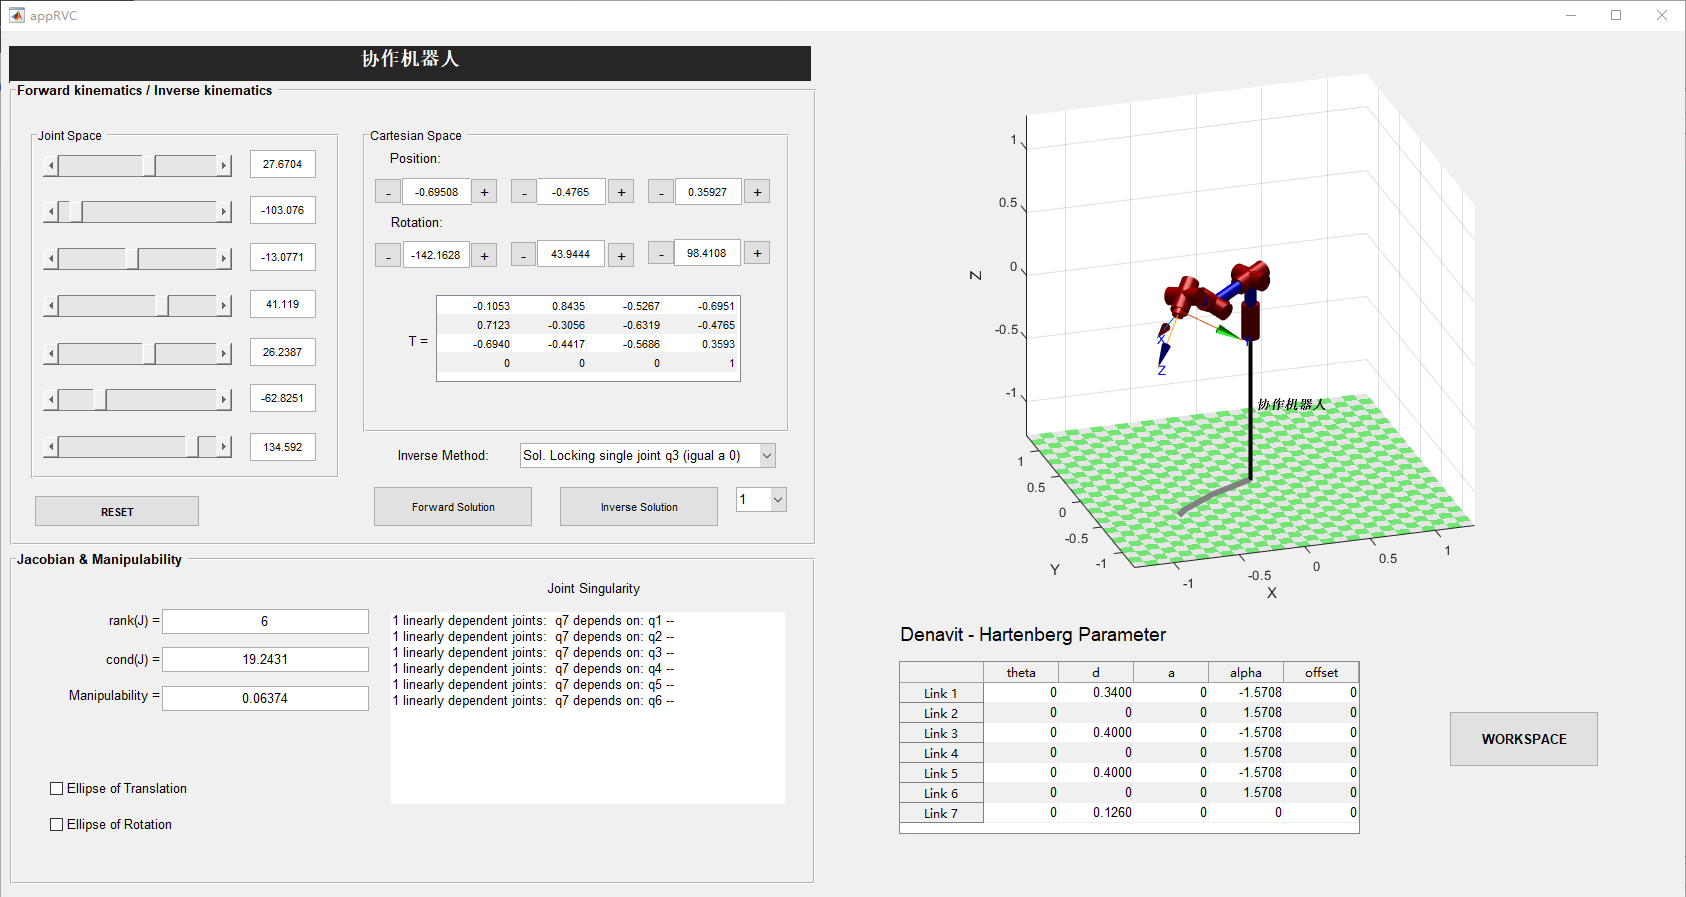 appRVC
协作机器人
Forward kinematics / Inverse kinematics
Joint Space
27.6704
-103.076
-13.0771
41.119
26.2387
-62.8251
134.592
RESET
Cartesian Space
Position:
- -0.69508 + - -0.4765 + - 0.35927 +
Rotation:
- -142.1628 + - 43.9444 + - 98.4108 +
T =
-0.1053 0.8435 -0.5267 -0.6951
0.7123 -0.3056 -0.6319 -0.4765
-0.6940 -0.4417 -0.5686 0.3593
0 0 0 1
Inverse Method: Sol. Locking single joint q3 (igual a 0)
Forward Solution Inverse Solution 1
Jacobian & Manipulability
rank(J) = 6
cond(J) = 19.2431
Manipulability = 0.06374
Ellipse of Translation
Ellipse of Rotation
Joint Singularity
1 linearly dependent joints: q7 depends on: q1 --
1 linearly dependent joints: q7 depends on: q2 --
1 linearly dependent joints: q7 depends on: q3 --
1 linearly dependent joints: q7 depends on: q4 --
1 linearly dependent joints: q7 depends on: q5 --
1 linearly dependent joints: q7 depends on: q6 --
1
0.5
0
-0.5
-1
Z
X
Y
Z
协作机器人
1
0.5
0
-0.5
-1
Y
-1
-0.5
0
0.5
1
X
Denavit - Hartenberg Parameter
theta d a alpha offset
Link 1 0 0.3400 0 -1.5708 0
Link 2 0 0 0 1.5708 0
Link 3 0 0.4000 0 -1.5708 0
Link 4 0 0 0 1.5708 0
Link 5 0 0.4000 0 -1.5708 0
Link 6 0 0 0 1.5708 0
Link 7 0 0.1260 0 0 0
WORKSPACE